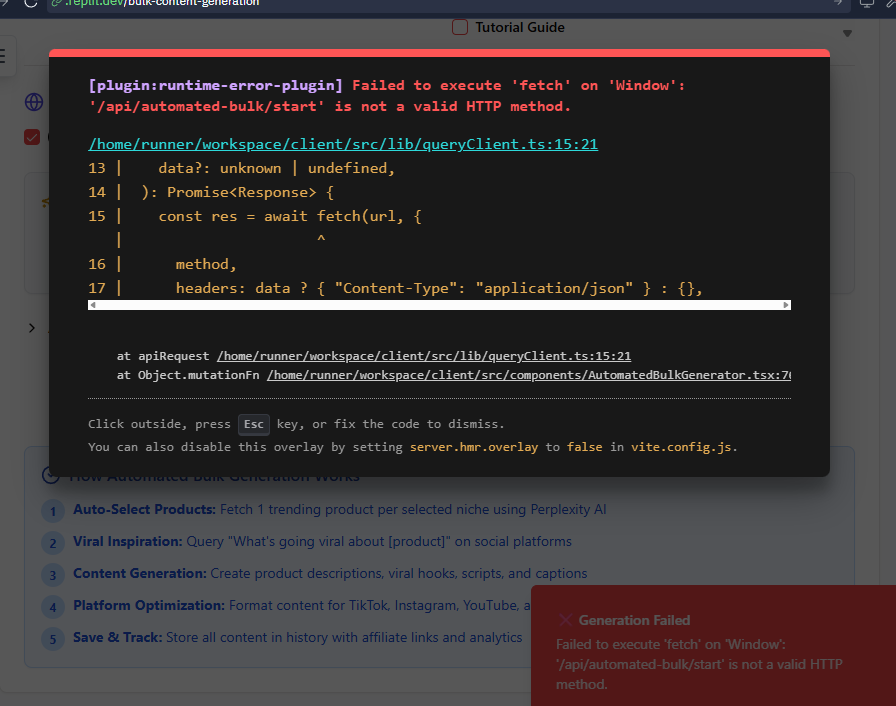 .replit.dev/bulk-content-generation
Tutorial Guide
[plugin:runtime-error-plugin] Failed to execute 'fetch' on 'Window':
'/api/automated-bulk/start' is not a valid HTTP method.
/home/runner/workspace/client/src/lib/queryClient.ts:15:21
13 |    data?: unknown | undefined,
14 |  ): Promise<Response> {
15 |    const res = await fetch(url, {
   |                      ^
16 |      method,
17 |      headers: data ? { "Content-Type": "application/json" } : {},
at apiRequest /home/runner/workspace/client/src/lib/queryClient.ts:15:21
at Object.mutationFn /home/runner/workspace/client/src/components/AutomatedBulkGenerator.tsx:76
Click outside, press Esc key, or fix the code to dismiss.
You can also disable this overlay by setting server.hmr.overlay to false in vite.config.js.
How Automated Bulk Generation Works
1 Auto-Select Products: Fetch 1 trending product per selected niche using Perplexity AI
2 Viral Inspiration: Query "What's going viral about [product]" on social platforms
3 Content Generation: Create product descriptions, viral hooks, scripts, and captions
4 Platform Optimization: Format content for TikTok, Instagram, YouTube, a
5 Save & Track: Store all content in history with affiliate links and analytics
Generation Failed
Failed to execute 'fetch' on 'Window':
'/api/automated-bulk/start' is not a valid HTTP
method.